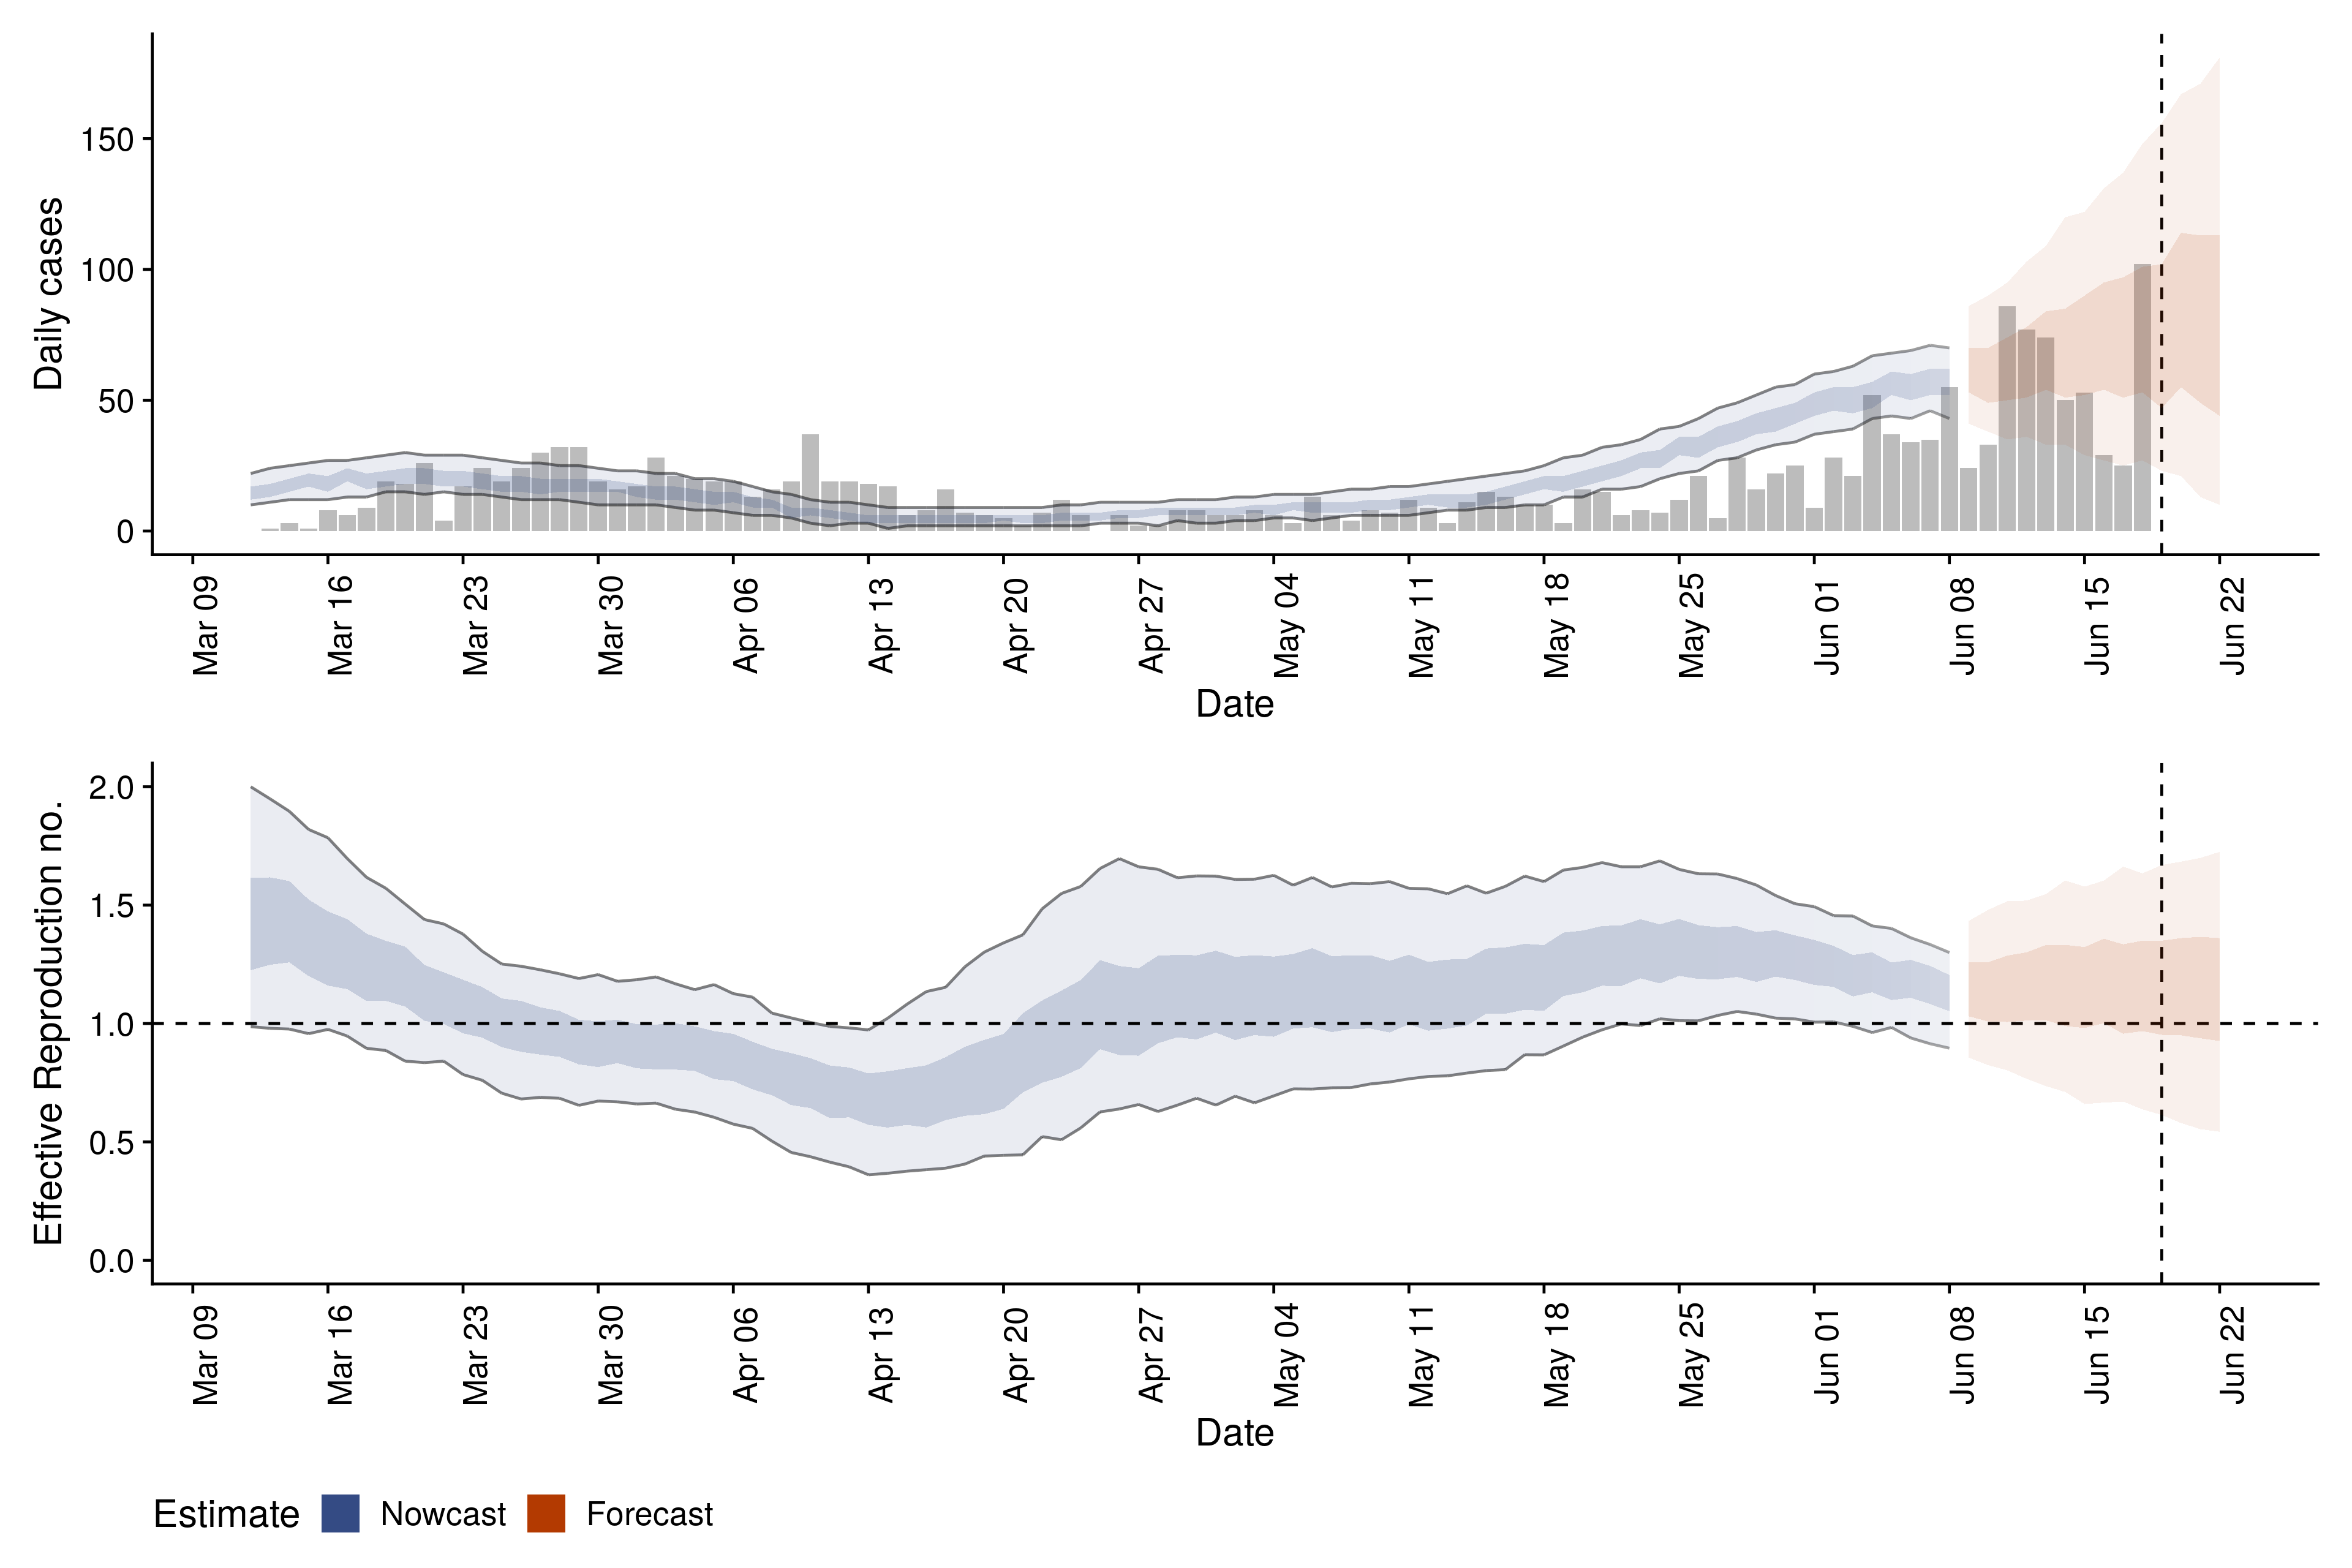 Daily cases
150
100
50
0
Mar 09
Mar 16
Mar 23
Mar 30
Apr 06
Apr 13
Apr 20
Apr 27
May 04
May 11
May 18
May 25
Jun 01
Jun 08
Jun 15
Jun 22
Date
Effective Reproduction no.
2.0
1.5
1.0
0.5
0.0
Mar 09
Mar 16
Mar 23
Mar 30
Apr 06
Apr 13
Apr 20
Apr 27
May 04
May 11
May 18
May 25
Jun 01
Jun 08
Jun 15
Jun 22
Date
Estimate Nowcast Forecast